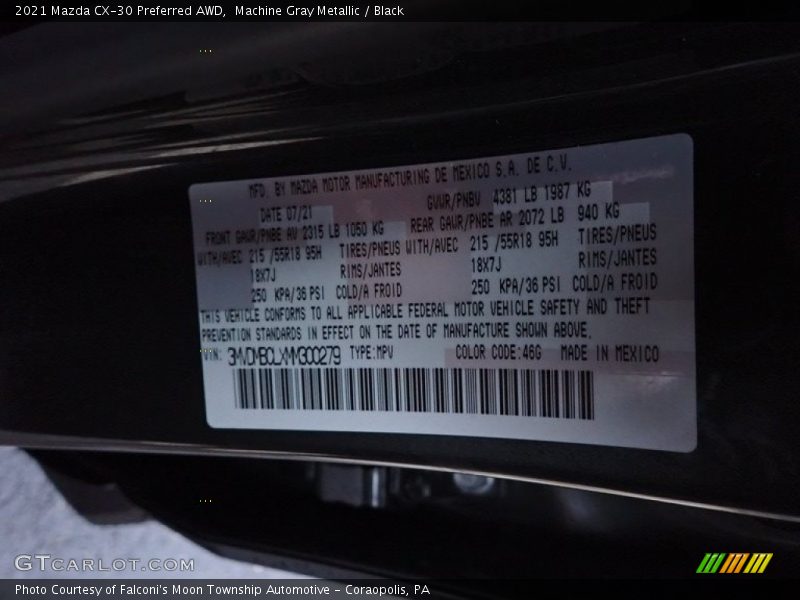 2021 Mazda CX-30 Preferred AWD,  Machine Gray Metallic / Black
MFD. BY MAZDA MOTOR MANUFACTURING DE MEXICO S.A. DE C.V.
DATE 07/21 GVWR/PNBV 4381 LB 1987 KG
FRONT GAWR/PNBE AV 2315 LB 1050 KG REAR GAWR/PNBE AR 2072 LB 940 KG
WITH/AVEC 215 /55R18 95H TIRES/PNEUS WITH/AVEC 215 /55R18 95H TIRES/PNEUS
18X7J RIMS/JANTES 18X7J RIMS/JANTES
250 KPA/36 PSI COLD/A FROID 250 KPA/36 PSI COLD/A FROID
THIS VEHICLE CONFORMS TO ALL APPLICABLE FEDERAL MOTOR VEHICLE SAFETY AND THEFT
PREVENTION STANDARDS IN EFFECT ON THE DATE OF MANUFACTURE SHOWN ABOVE.
VIN: TYPE:MPV COLOR CODE:46G MADE IN MEXICO
GTCARLOT.COM
Photo Courtesy of Falconi's Moon Township Automotive - Coraopolis, PA